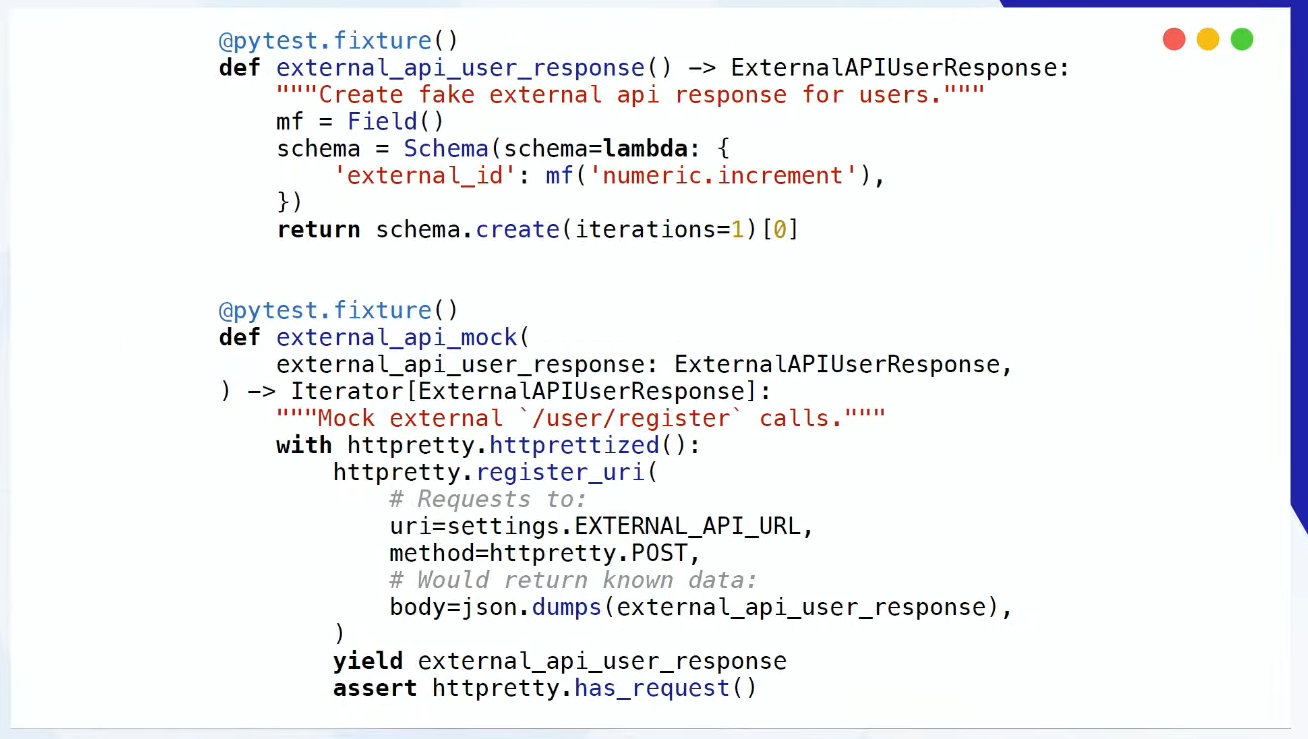 @pytest.fixture()
def external_api_user_response() -> ExternalAPIUserResponse:
    """Create fake external api response for users."""
    mf = Field()
    schema = Schema(schema=lambda: {
        'external_id': mf('numeric.increment'),
    })
    return schema.create(iterations=1)[0]

@pytest.fixture()
def external_api_mock(
    external_api_user_response: ExternalAPIUserResponse,
) -> Iterator[ExternalAPIUserResponse]:
    """Mock external `/user/register` calls."""
    with httpretty.httprettized():
        httpretty.register_uri(
            # Requests to:
            uri=settings.EXTERNAL_API_URL,
            method=httpretty.POST,
            # Would return known data:
            body=json.dumps(external_api_user_response),
        )
        yield external_api_user_response
        assert httpretty.has_request()